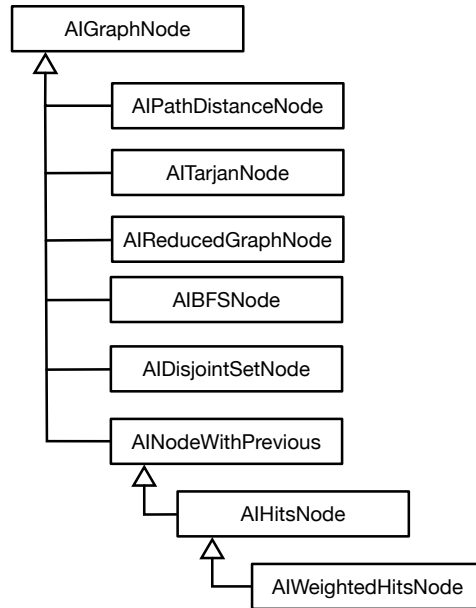 AIGraphNode
AIPathDistanceNode
AITarjanNode
AIReducedGraphNode
AIBFSNode
AIDisjointSetNode
AINodeWithPrevious
AIHitsNode
AIWeightedHitsNode